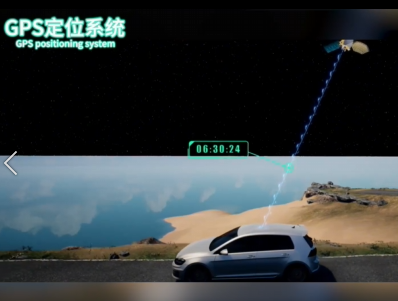 GPS定位系统
GPS positioning system
06:30:24